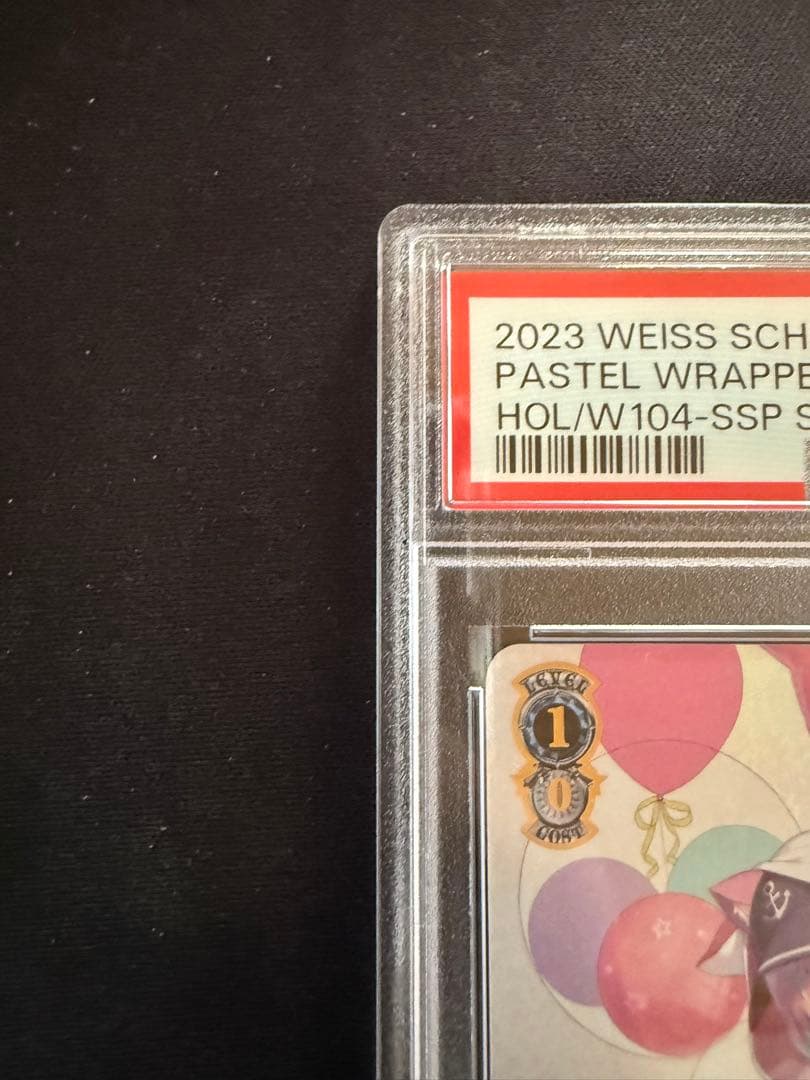 2023 WEISS SCH
PASTEL WRAPPE
HOL/W104-SSP S
LEVEL
1
0
COST